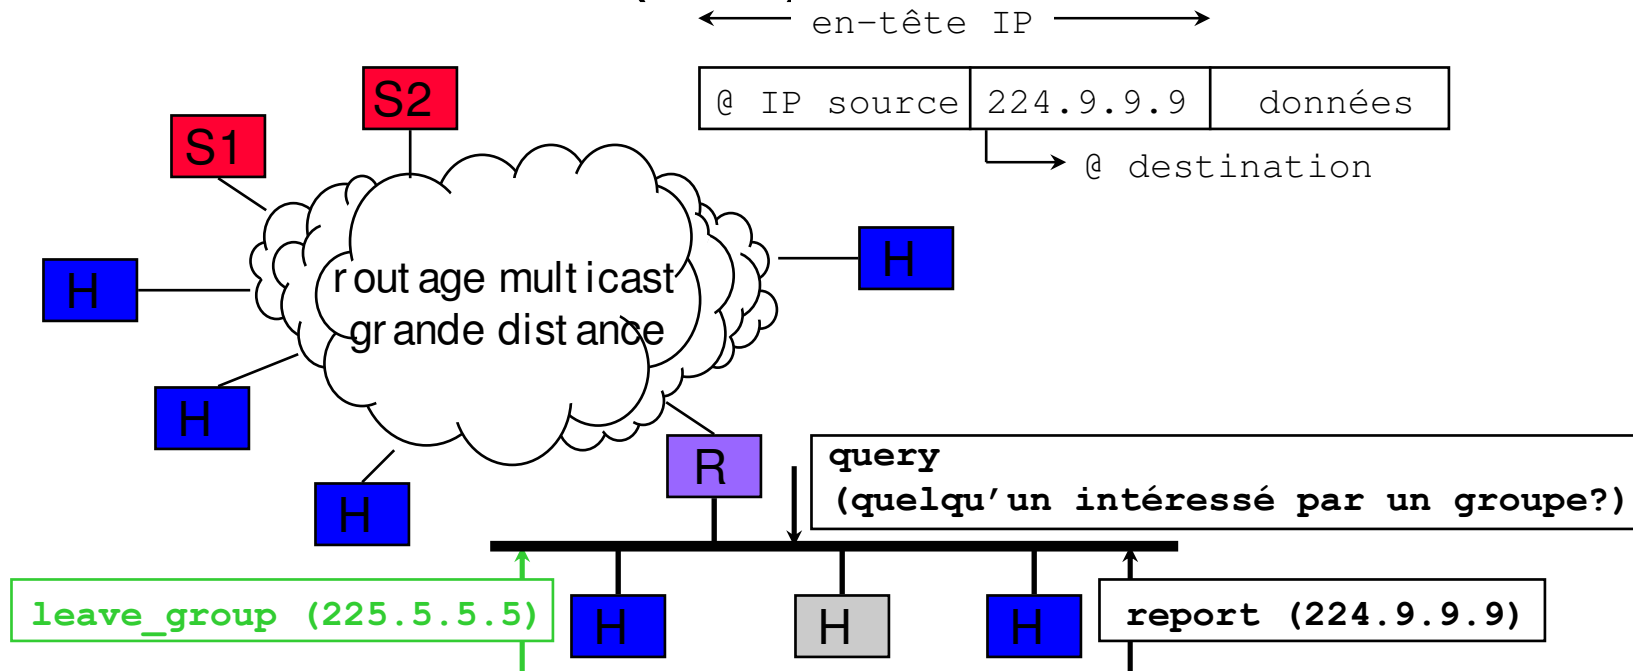 en-tête IP
@ IP source 224.9.9.9 données
@ destination
S2
S1
H
H
routage multicast
grande distance
H
H
R
query
(quelqu'un intéressé par un groupe?)
leave_group (225.5.5.5)
H
H
H
report (224.9.9.9)